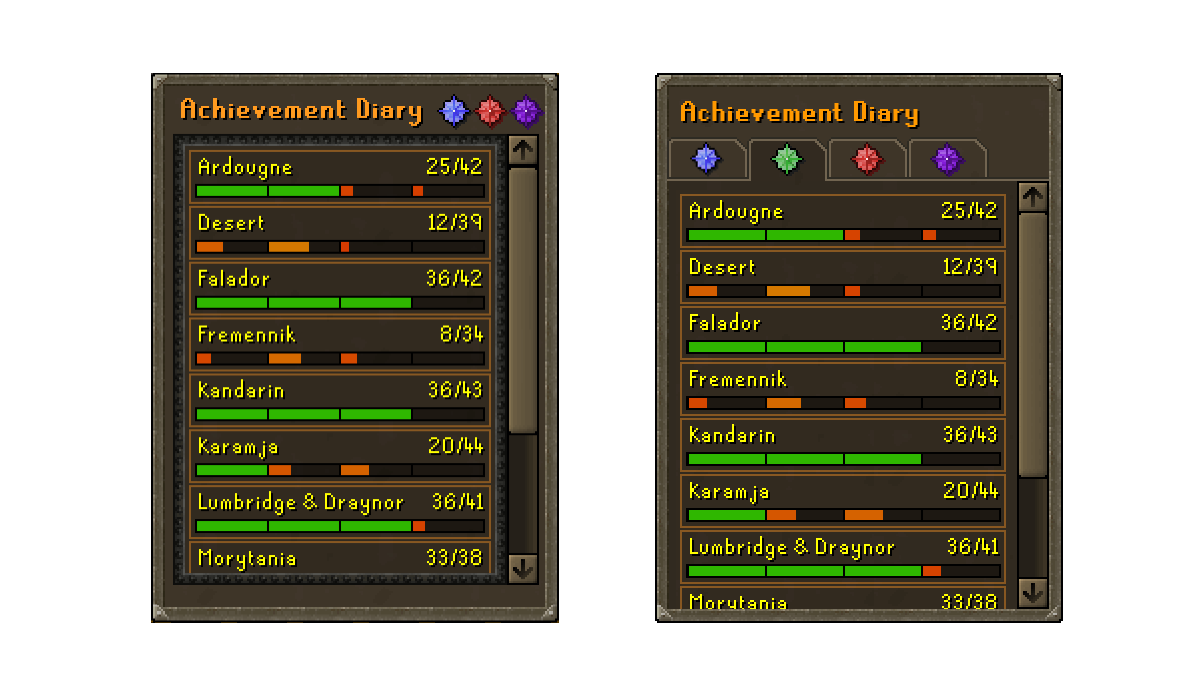 Achievement Diary
Ardougne 25/42
Desert 12/39
Falador 36/42
Fremennik 8/34
Kandarin 36/43
Karamja 20/44
Lumbridge & Draynor 36/41
Morytania 33/38
Achievement Diary
Ardougne 25/42
Desert 12/39
Falador 36/42
Fremennik 8/34
Kandarin 36/43
Karamja 20/44
Lumbridge & Draynor 36/41
Morytania 33/38